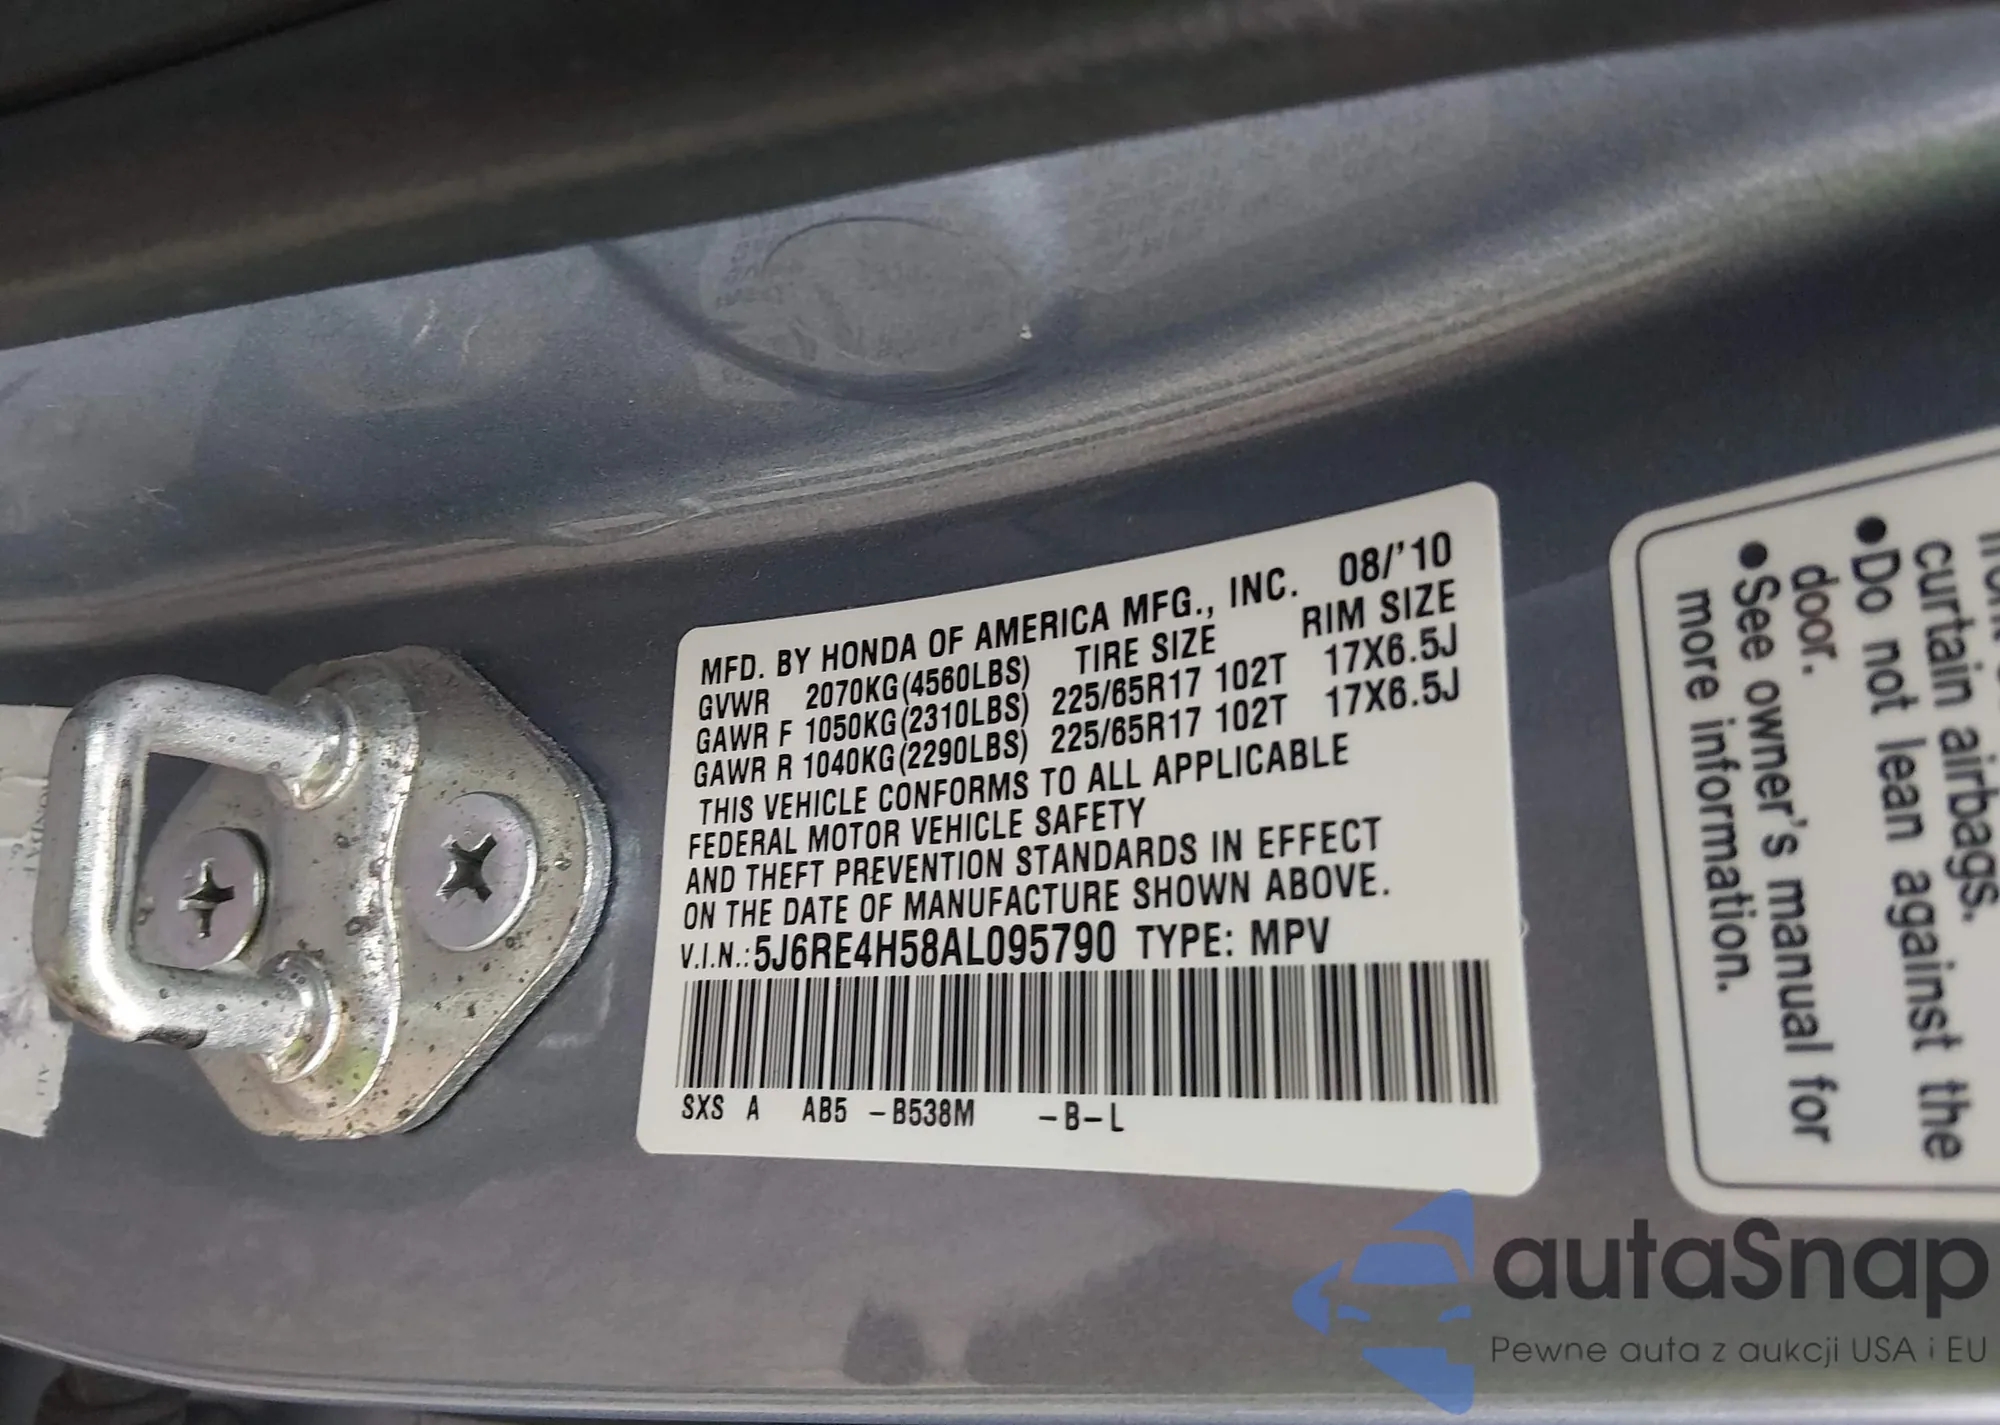 MFD. BY HONDA OF AMERICA MFG., INC. 08/'10
GVWR 2070KG(4560LBS) TIRE SIZE RIM SIZE
GAWR F 1050KG(2310LBS) 225/65R17 102T 17X6.5J
GAWR R 1040KG(2290LBS) 225/65R17 102T 17X6.5J
THIS VEHICLE CONFORMS TO ALL APPLICABLE
FEDERAL MOTOR VEHICLE SAFETY
AND THEFT PREVENTION STANDARDS IN EFFECT
ON THE DATE OF MANUFACTURE SHOWN ABOVE.
V.I.N.:5J6RE4H58AL095790 TYPE: MPV
SXS A AB5 -B538M -B-L
curtain airbags.
●Do not lean against the
door.
●See owner's manual for
more information.
autaSnap
Pewne auta z aukcji USA i EU